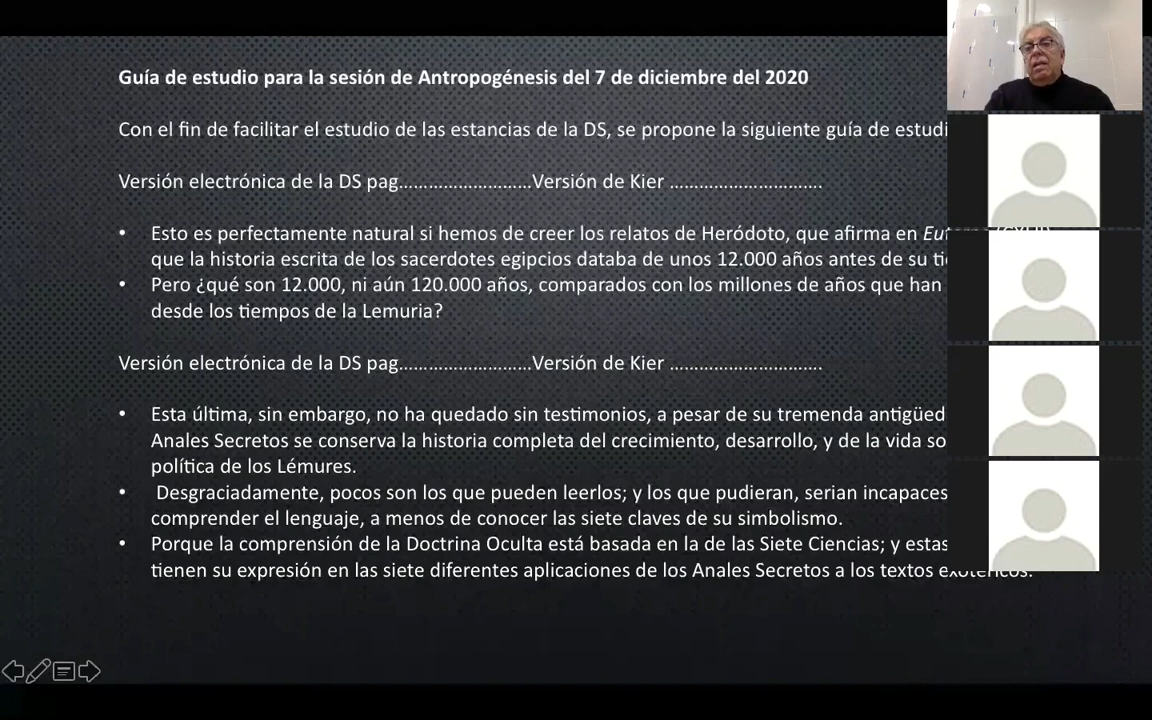 Guía de estudio para la sesión de Antropogénesis del 7 de diciembre del 2020
Con el fin de facilitar el estudio de las estancias de la DS, se propone la siguiente guía de estudi
Versión electrónica de la DS pag………………………Versión de Kier ………………………….
• Esto es perfectamente natural si hemos de creer los relatos de Heródoto, que afirma en
que la historia escrita de los sacerdotes egipcios databa de unos 12.000 años antes de su
• Pero ¿qué son 12.000, ni aún 120.000 años, comparados con los millones de años que han
desde los tiempos de la Lemuria?
Versión electrónica de la DS pag………………………Versión de Kier ………………………….
• Esta última, sin embargo, no ha quedado sin testimonios, a pesar de su tremenda antigüed
Anales Secretos se conserva la historia completa del crecimiento, desarrollo, y de la vida so
política de los Lémures.
• Desgraciadamente, pocos son los que pueden leerlos; y los que pudieran, serian incapaces
comprender el lenguaje, a menos de conocer las siete claves de su simbolismo.
• Porque la comprensión de la Doctrina Oculta está basada en la de las Siete Ciencias; y estas
tienen su expresión en las siete diferentes aplicaciones de los Anales Secretos a los textos exotéricos.